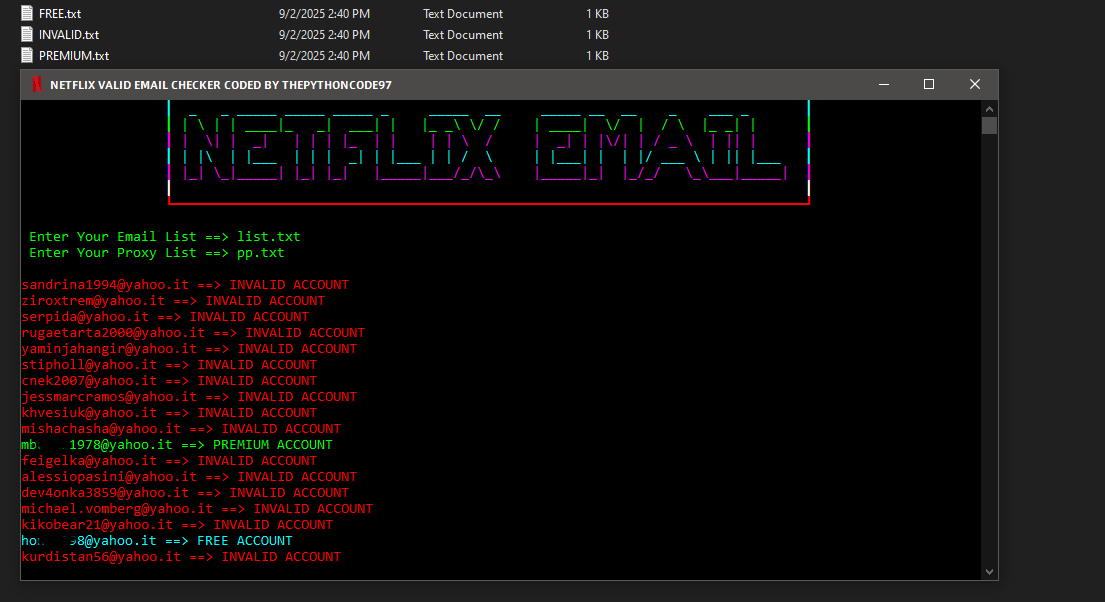 FREE.txt 9/2/2025 2:40 PM Text Document 1 KB
INVALID.txt 9/2/2025 2:40 PM Text Document 1 KB
PREMIUM.txt 9/2/2025 2:40 PM Text Document 1 KB
NETFLIX VALID EMAIL CHECKER CODED BY THEPYTHONCODE97
NETFLIX EMAIL
Enter Your Email List ==> list.txt
Enter Your Proxy List ==> pp.txt
sandrina1994@yahoo.it ==> INVALID ACCOUNT
ziroxtrem@yahoo.it ==> INVALID ACCOUNT
serpida@yahoo.it ==> INVALID ACCOUNT
rugaetarta2000@yahoo.it ==> INVALID ACCOUNT
yaminjahangir@yahoo.it ==> INVALID ACCOUNT
stipholl@yahoo.it ==> INVALID ACCOUNT
cnek2007@yahoo.it ==> INVALID ACCOUNT
jessmarcramos@yahoo.it ==> INVALID ACCOUNT
khvesiuk@yahoo.it ==> INVALID ACCOUNT
mishachasha@yahoo.it ==> INVALID ACCOUNT
mb 1978@yahoo.it ==> PREMIUM ACCOUNT
feigelka@yahoo.it ==> INVALID ACCOUNT
alessiopasini@yahoo.it ==> INVALID ACCOUNT
dev4onka3859@yahoo.it ==> INVALID ACCOUNT
michael.vomberg@yahoo.it ==> INVALID ACCOUNT
kikobear21@yahoo.it ==> INVALID ACCOUNT
ho 98@yahoo.it ==> FREE ACCOUNT
kurdistan56@yahoo.it ==> INVALID ACCOUNT